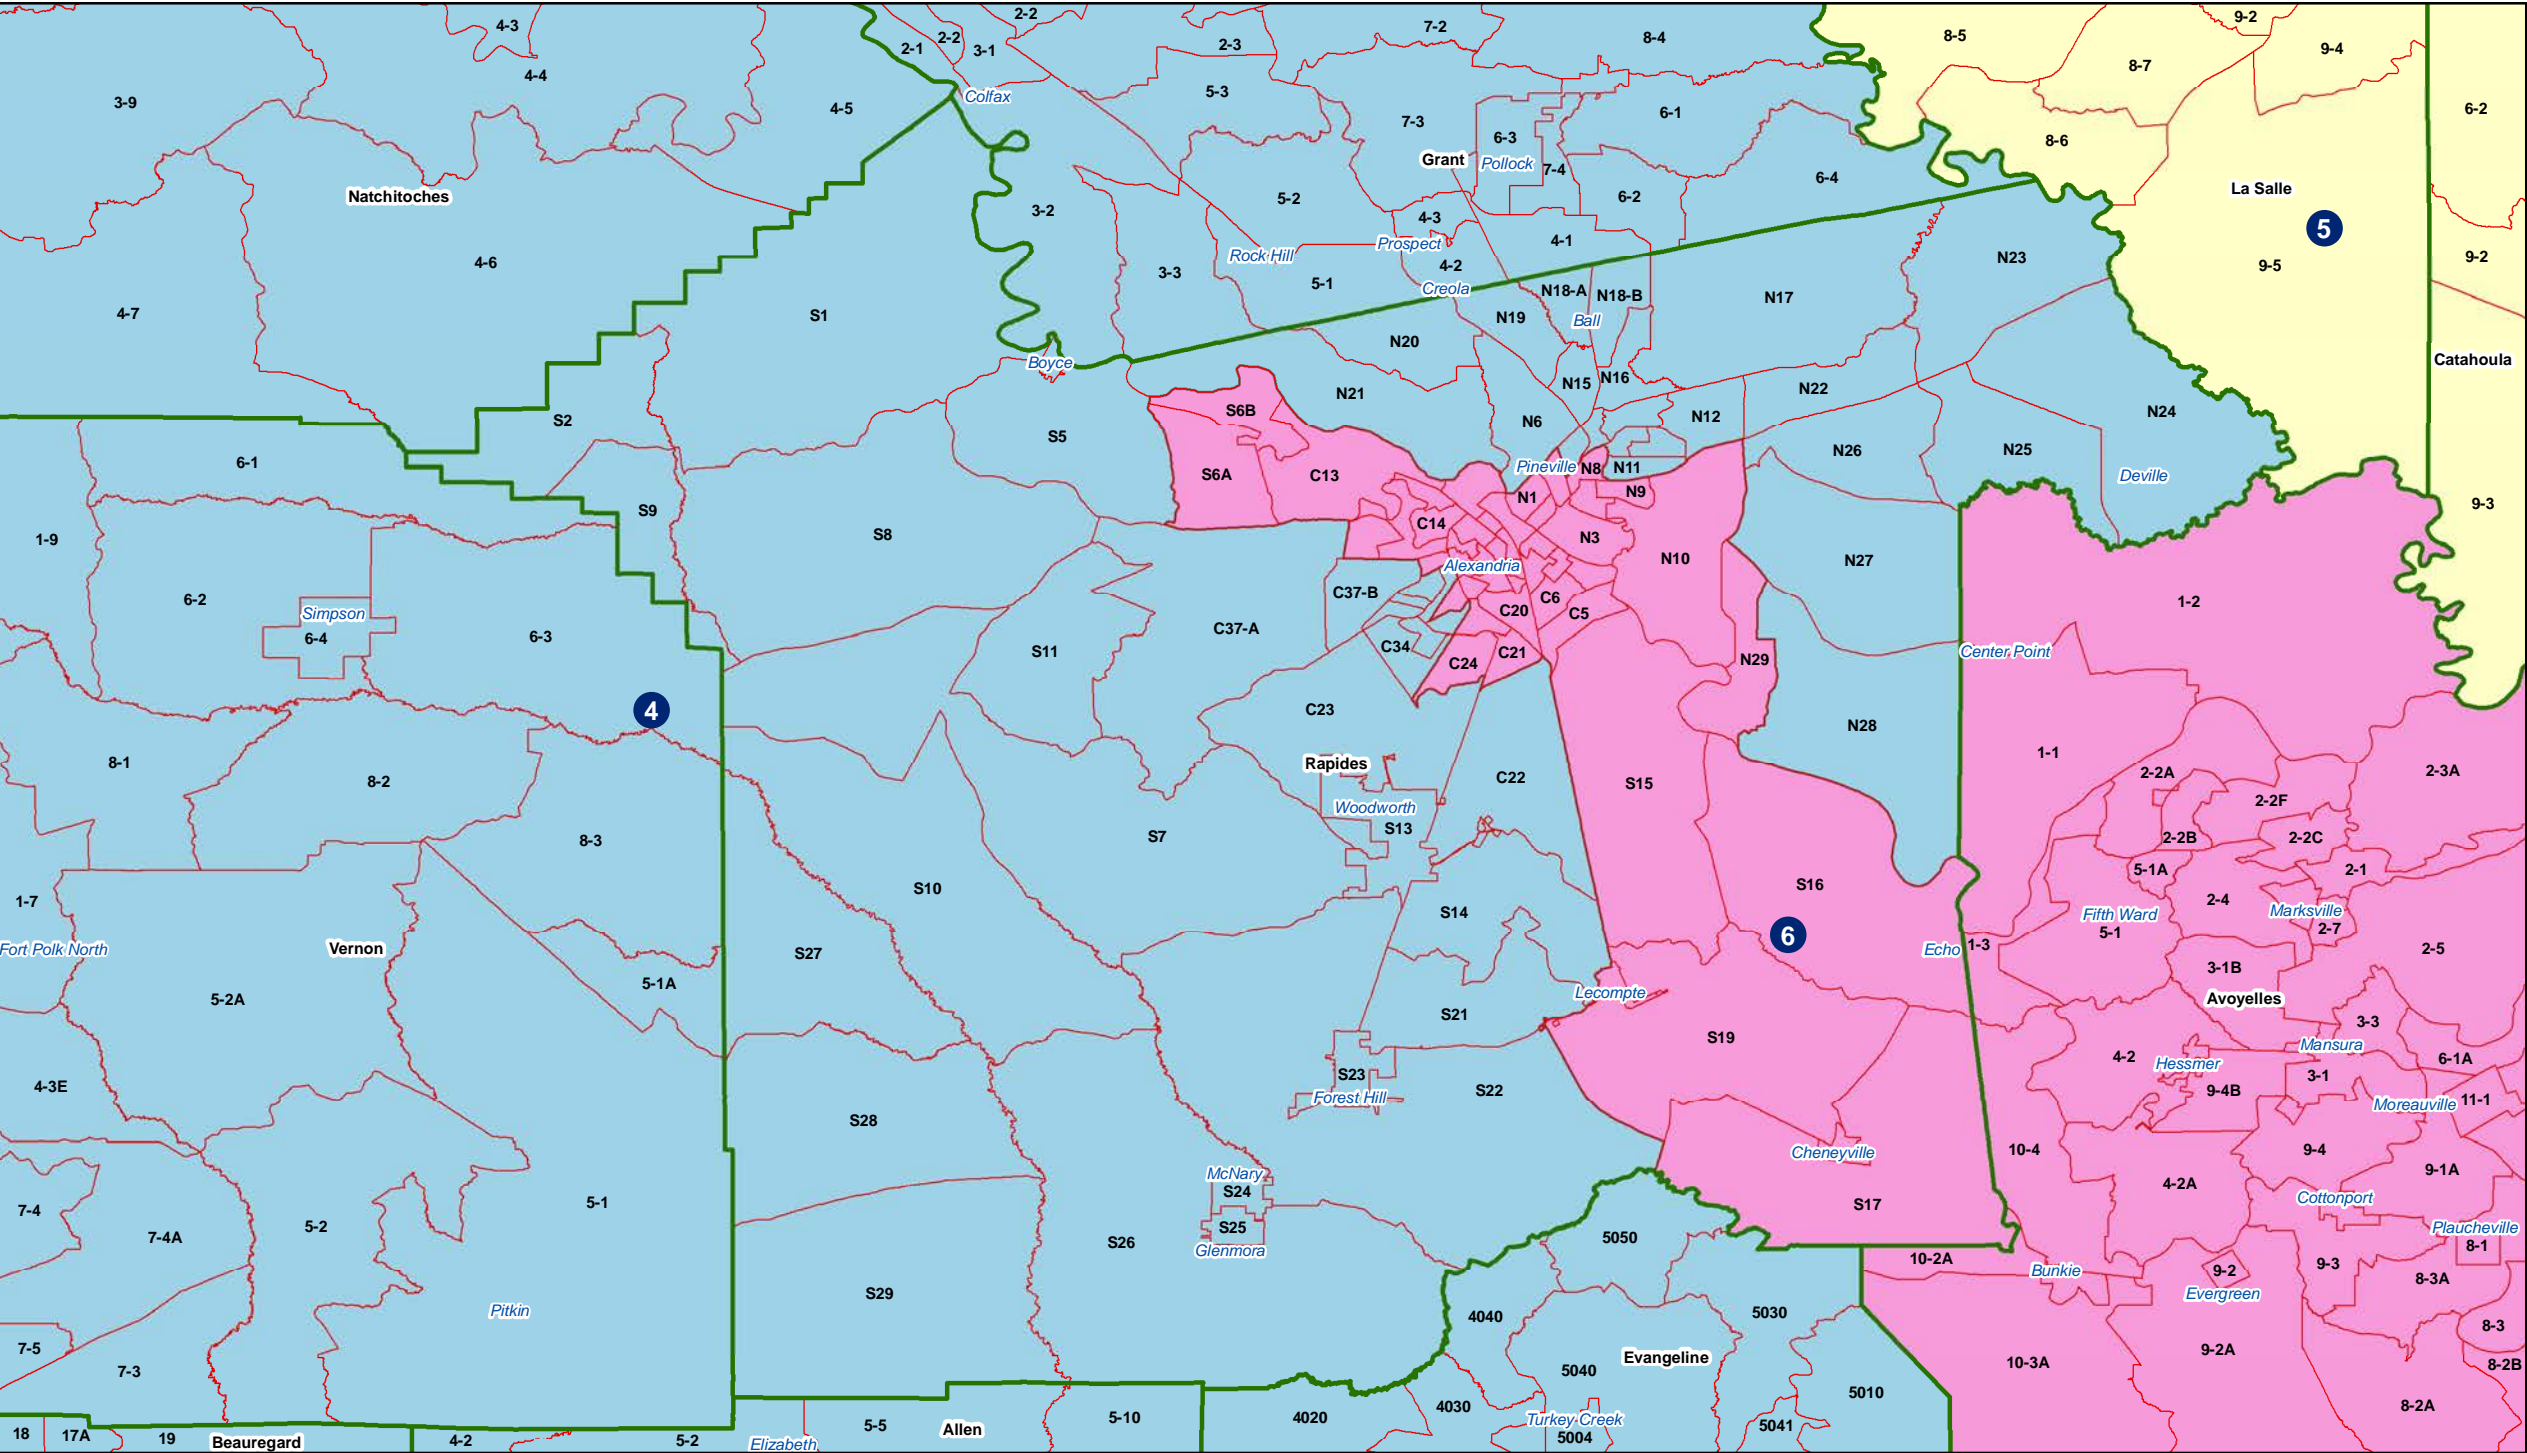 9-2
2-2
4-3
7-2
2-2
8-5
8-4
2-1
2-3
9-4
3-1
8-7
4-4
5-3
Colfax
3-9
4-5
6-2
6-1
7-3
6-3
8-6
Grant
Pollock
7-4
6-4
La Salle
Natchitoches
6-2
5-2
3-2
4-3
5
4-1
Prospect
Rock Hill
N23
9-2
4-6
4-2
9-5
3-3
5-1
Creola
N18-A
N18-B
N17
4-7
S1
N19
Ball
N20
Catahoula
Boyce
N15
N16
N22
N21
S6B
N24
N12
S2
N6
S5
N26
N25
6-1
Pineville
N8
N11
S6A
C13
Deville
N9
N1
9-3
S9
C14
S8
N3
1-9
N10
N27
Alexandria
C37-B
C6
6-2
1-2
C20
C5
Simpson
C37-A
6-4
6-3
C34
S11
C21
Center Point
N29
C24
4
C23
N28
1-1
8-1
Rapides
2-3A
2-2A
C22
8-2
S15
2-2F
Woodworth
S13
S7
2-2B
2-2C
8-3
5-1A
2-1
S16
S10
1-7
2-4
S14
Marksville
Fifth Ward
2-7
5-1
6
Fort Polk North
Vernon
Echo
1-3
2-5
S27
3-1B
5-1A
Lecompte
5-2A
Avoyelles
S21
3-3
S19
Mansura
4-2
6-1A
Hessmer
S23
3-1
4-3E
S22
9-4B
Forest Hill
11-1
Moreauville
S28
10-4
9-4
Cheneyville
9-1A
McNary
4-2A
S24
Cottonport
S17
5-1
7-4
5-2
S25
Plaucheville
7-4A
5050
S26
8-1
Glenmora
10-2A
9-3
Bunkie
9-2
8-3A
S29
Evergreen
Pitkin
5030
4040
8-3
7-5
9-2A
Evangeline
10-3A
8-2B
5040
7-3
5010
8-2A
4030
5-10
4020
Turkey Creek
5-5
5041
Allen
18
17A
19
5004
Beauregard
4-2
5-2
Elizabeth